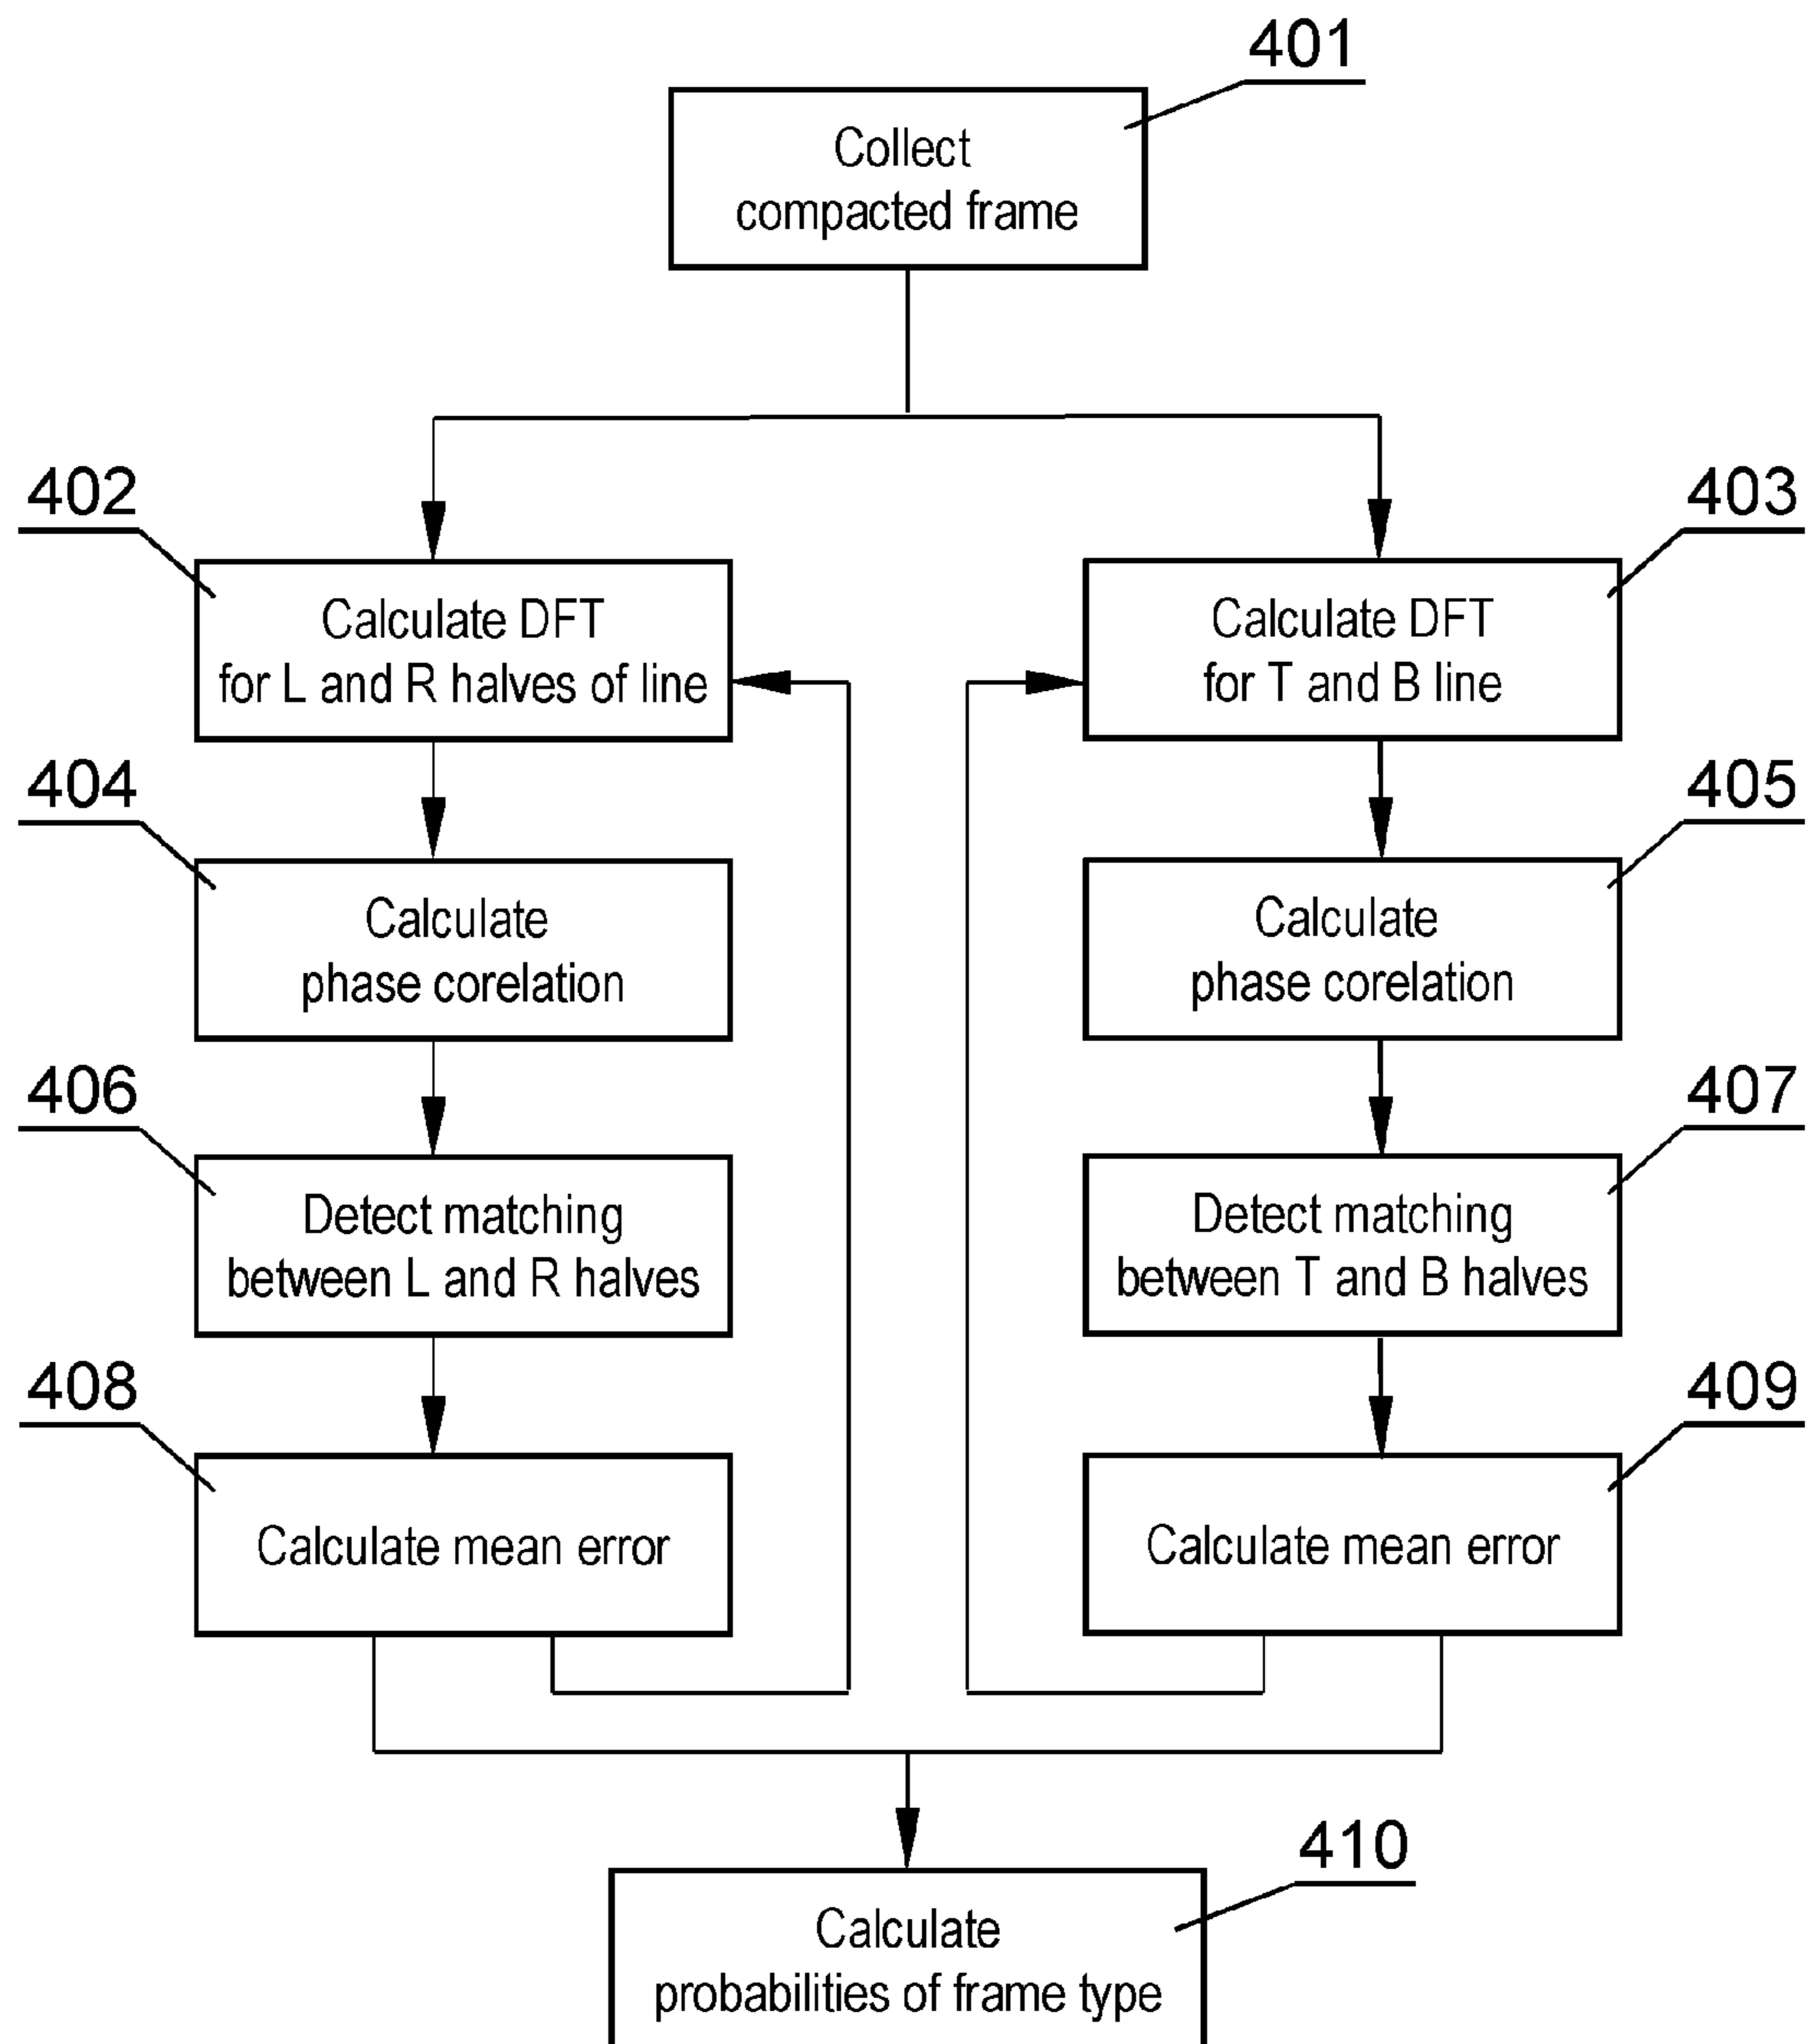 401
Collect
compacted frame
402
403
Calculate DFT
for L and R halves of line
Calculate DFT
for T and B line
404
405
Calculate
phase corelation
Calculate
phase corelation
406
407
Detect matching
between L and R halves
Detect matching
between T and B halves
408
409
Calculate mean error
Calculate mean error
410
Calculate
probabilities of frame type